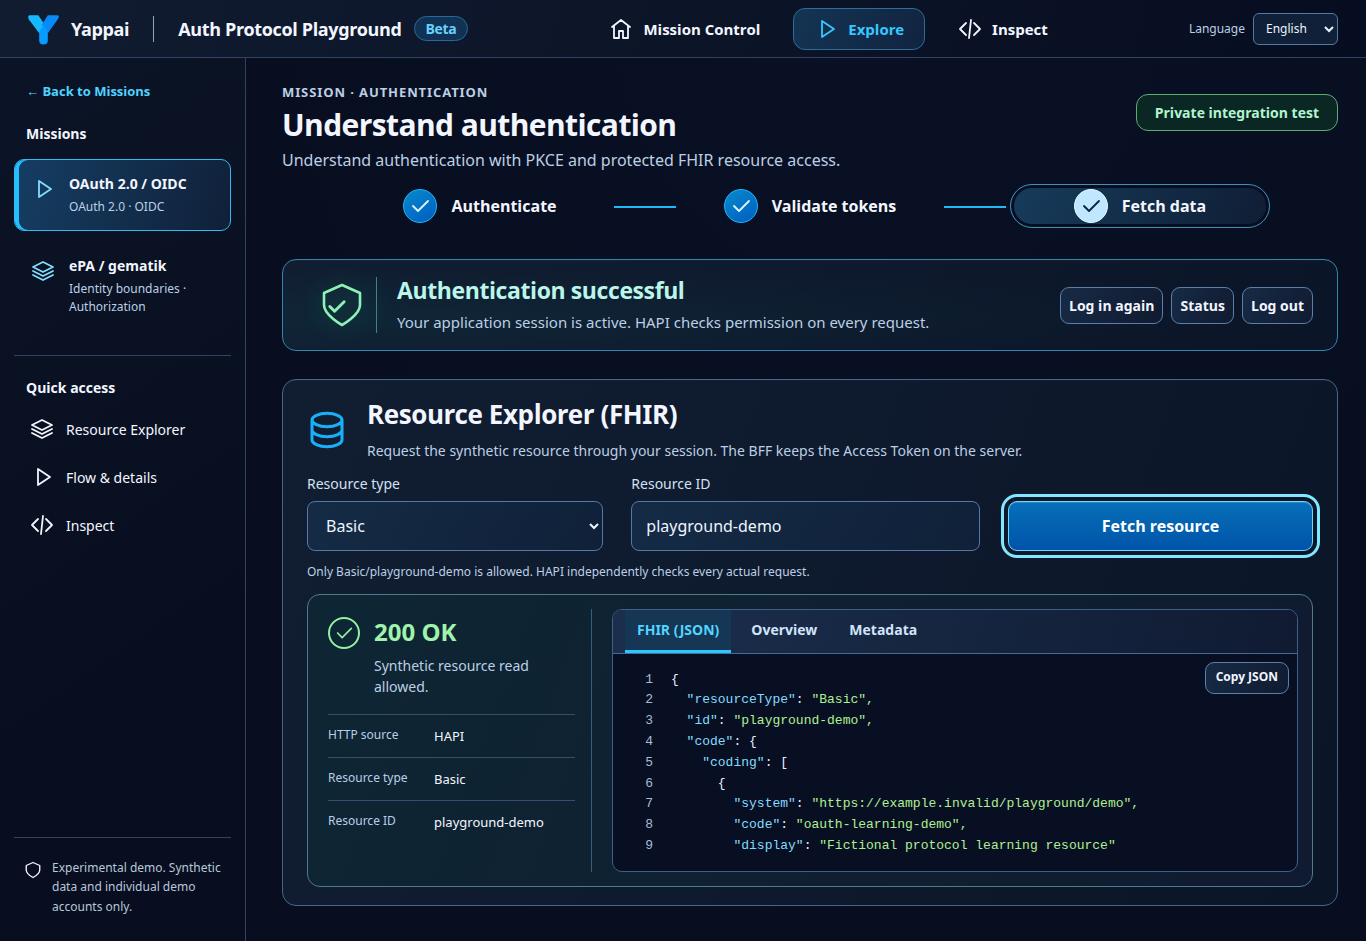 Yappai
Auth Protocol Playground
Beta
Mission Control
Explore
Inspect
Language
English
← Back to Missions
Missions
OAuth 2.0 / OIDC
OAuth 2.0 · OIDC
ePA / gematik
Identity boundaries ·
Authorization
Quick access
Resource Explorer
Flow & details
Inspect
Experimental demo. Synthetic
data and individual demo
accounts only.
MISSION · AUTHENTICATION
Understand authentication
Understand authentication with PKCE and protected FHIR resource access.
Private integration test
Authenticate
Validate tokens
Fetch data
Authentication successful
Your application session is active. HAPI checks permission on every request.
Log in again
Status
Log out
Resource Explorer (FHIR)
Request the synthetic resource through your session. The BFF keeps the Access Token on the server.
Resource type
Resource ID
Basic
playground-demo
Fetch resource
Only Basic/playground-demo is allowed. HAPI independently checks every actual request.
200 OK
Synthetic resource read
allowed.
HTTP source HAPI
Resource type Basic
Resource ID playground-demo
FHIR (JSON)
Overview
Metadata
Copy JSON
1 {
2 "resourceType": "Basic",
3 "id": "playground-demo",
4 "code": {
5 "coding": [
6 {
7 "system": "https://example.invalid/playground/demo",
8 "code": "oauth-learning-demo",
9 "display": "Fictional protocol learning resource"